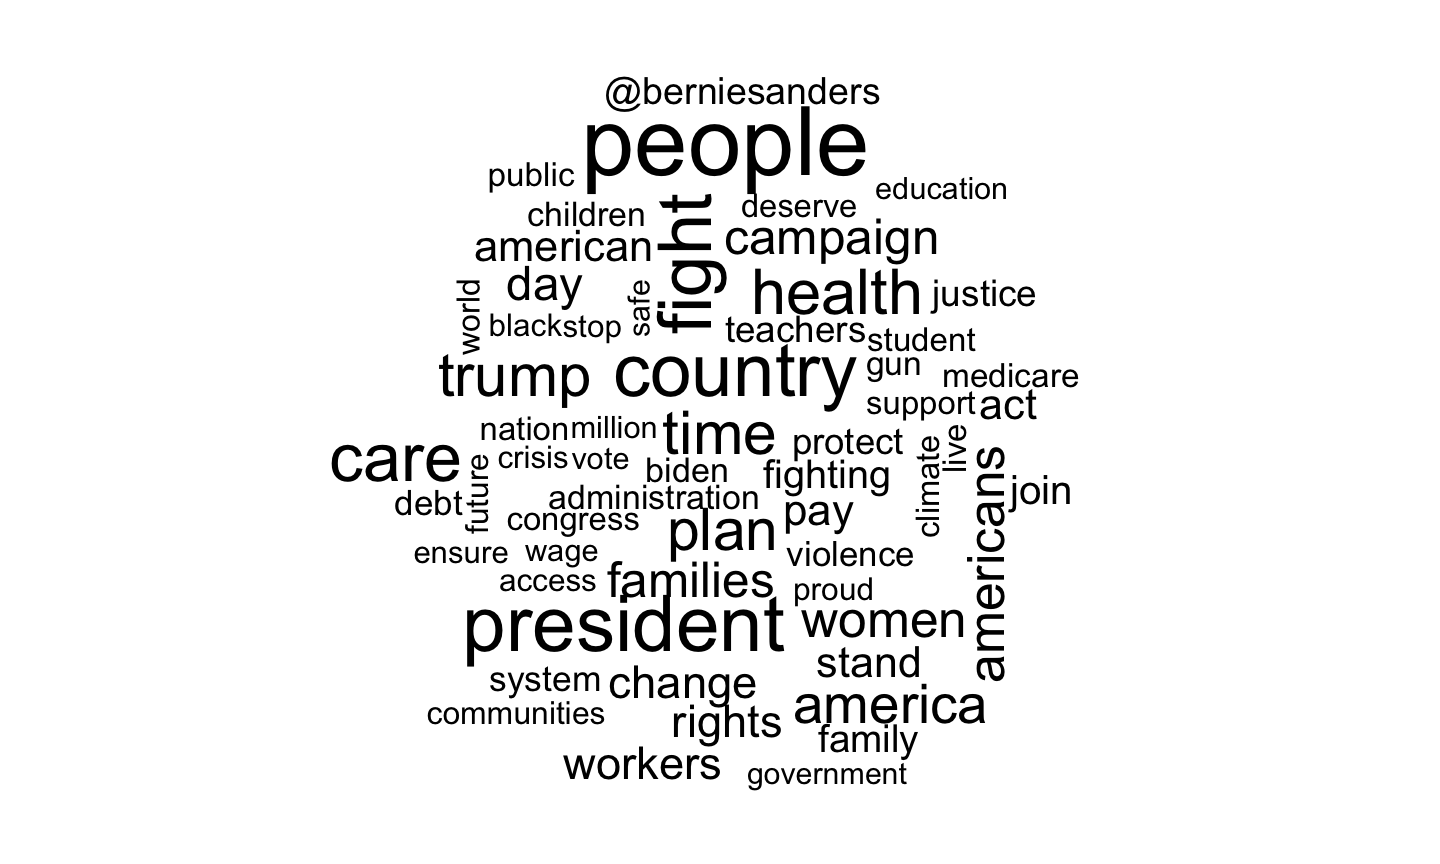 @berniesanders
people
public
education
children
deserve
fight
american
campaign
day
health
justice
world
safe
black
stop
teachers
student
trump
country
gun
medicare
support
act
nation
million
time
protect
care
crisis
vote
biden
fighting
climate
live
americans
join
debt
future
administration
congress
plan
pay
ensure
wage
violence
access
families
proud
president
women
stand
system
change
america
communities
rights
family
workers
government